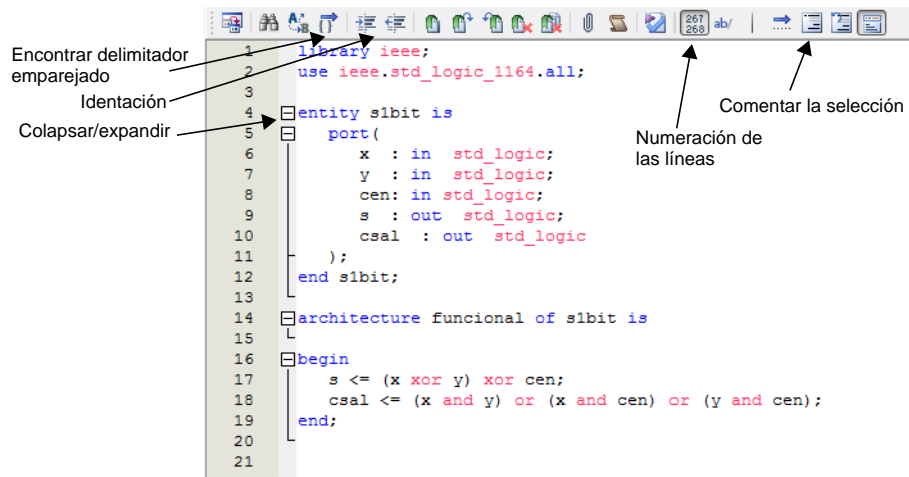 267
268 ab/
Encontrar delimitador
emparejado
Identación
Colapsar/expandir
Comentar la selección
Numeración de
las líneas
1 library ieee;
2 use ieee.std_logic_1164.all;
3
4 entity s1bit is
5 port(
6 x : in std_logic;
7 y : in std_logic;
8 cen: in std_logic;
9 s : out std_logic;
10 csal : out std_logic
11 );
12 end s1bit;
13
14 architecture funcional of s1bit is
15
16 begin
17 s <= (x xor y) xor cen;
18 csal <= (x and y) or (x and cen) or (y and cen);
19 end;
20
21